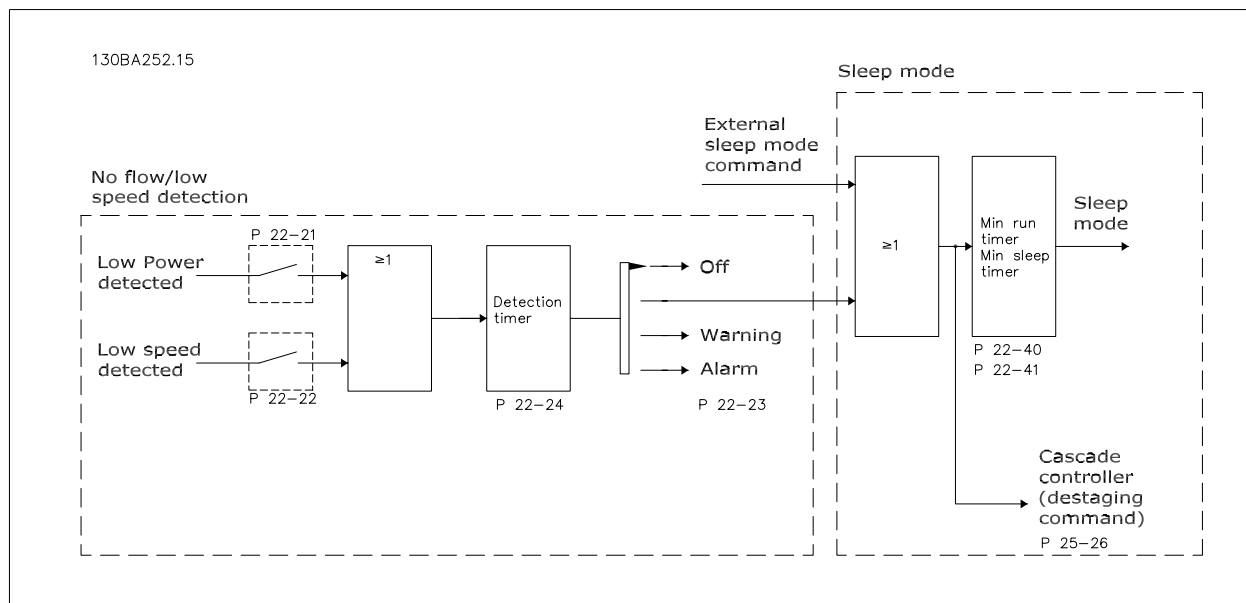 130BA252.15
Sleep mode
External
sleep mode
command
No flow/low
speed detection
P 22-21
Low Power
detected
≥1
Low speed
detected
P 22-22
Detection
timer
P 22-24
Off
Warning
Alarm
P 22-23
≥1
Min run
timer
Min sleep
timer
P 22-40
P 22-41
Sleep
mode
Cascade
controller
(destaging
command)
P 25-26